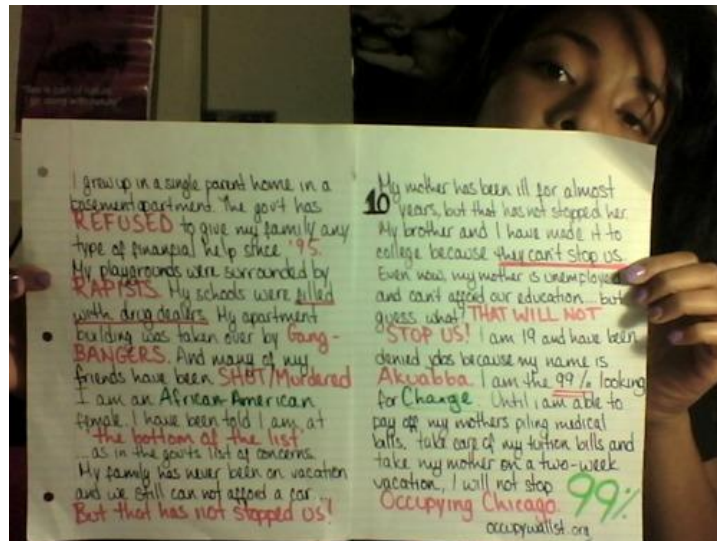 I grew up in a single parent home in a
basement apartment. The gov't has
REFUSED to give my family any
type of financial help since '95.
My playgrounds were surrounded by
RAPISTS. My schools were filled
with drug dealers. My apartment
building was taken over by Gang-
BANGERS. And many of my
friends have been SHOT/Murdered
I am an African-American
female. I have been told I am at
"the bottom of the list"
...as in the gov'ts list of concerns.
My family has never been on vacation
and we still can not afford a car...
But that has not stopped us!
My mother has been ill for almost
10 years, but that has not stopped her.
My brother and I have made it to
college because they can't stop us.
Even now, my mother is unemployed
and can't afford our education... but
guess what? THAT WILL NOT
STOP US! I am 19 and have been
denied jobs because my name is
Akuabba. I am the 99% looking
for Change. Until i am able to
pay off my mothers piling medical
bills, take care of my tuition bills and
take my mother on a two-week
vacation, I will not stop
Occupying Chicago.
99%
occupywallst.org